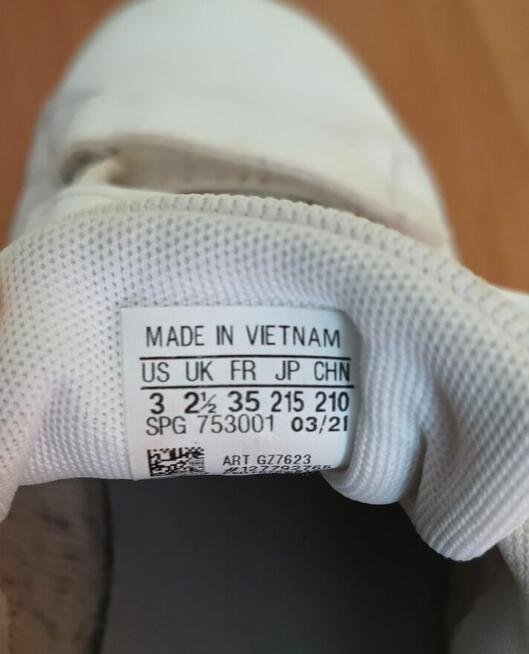 MADE IN VIETNAM
US UK FR JP CHN
3 2½ 35 215 210
SPG 753001 03/21
ART GZ7623
#127792765